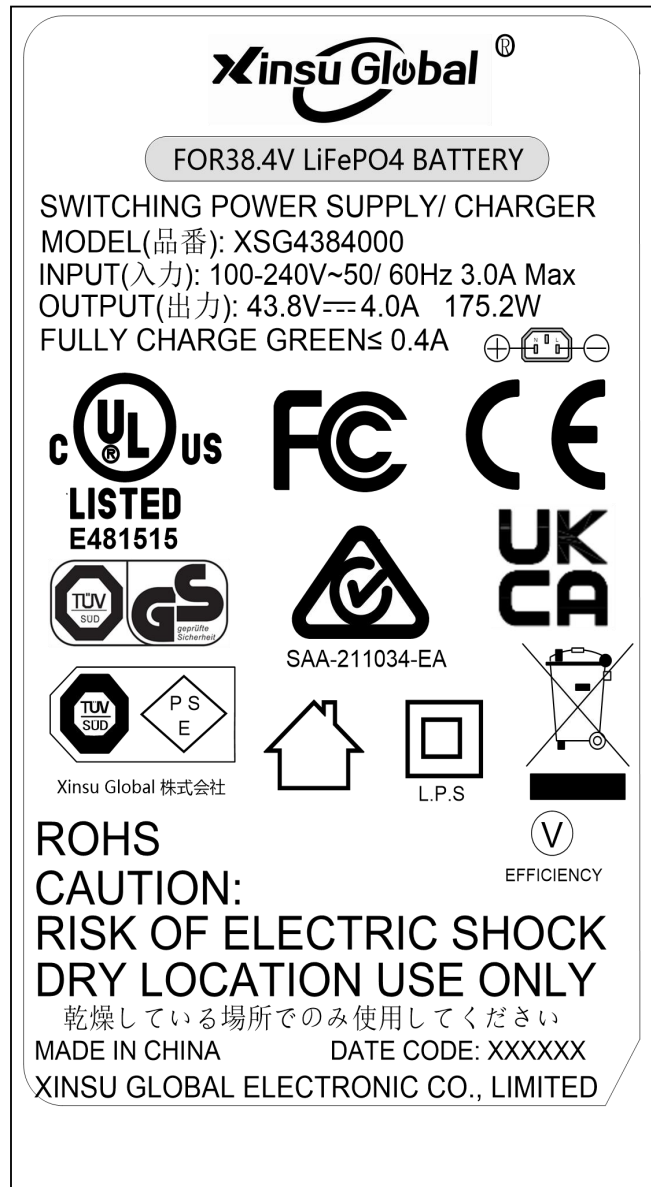 Xinsu Global ®
FOR38.4V LiFePO4 BATTERY
SWITCHING POWER SUPPLY/ CHARGER
MODEL(品番): XSG4384000
INPUT(入力): 100-240V~50/ 60Hz 3.0A Max
OUTPUT(出力): 43.8V⎓4.0A 175.2W
FULLY CHARGE GREEN≤ 0.4A
N L
C UL ® US
LISTED
E481515
FC
CE
UK
CA
TÜV
SÜD
GS
geprüfte
Sicherheit
SAA-211034-EA
TÜV
SÜD
P S
E
Xinsu Global 株式会社
L.P.S
V
EFFICIENCY
ROHS
CAUTION:
RISK OF ELECTRIC SHOCK
DRY LOCATION USE ONLY
乾燥している場所でのみ使用してください
MADE IN CHINA DATE CODE: XXXXXX
XINSU GLOBAL ELECTRONIC CO., LIMITED